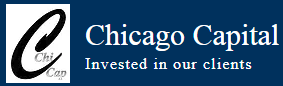 C
Chi
Cap
Chicago Capital
Invested in our clients